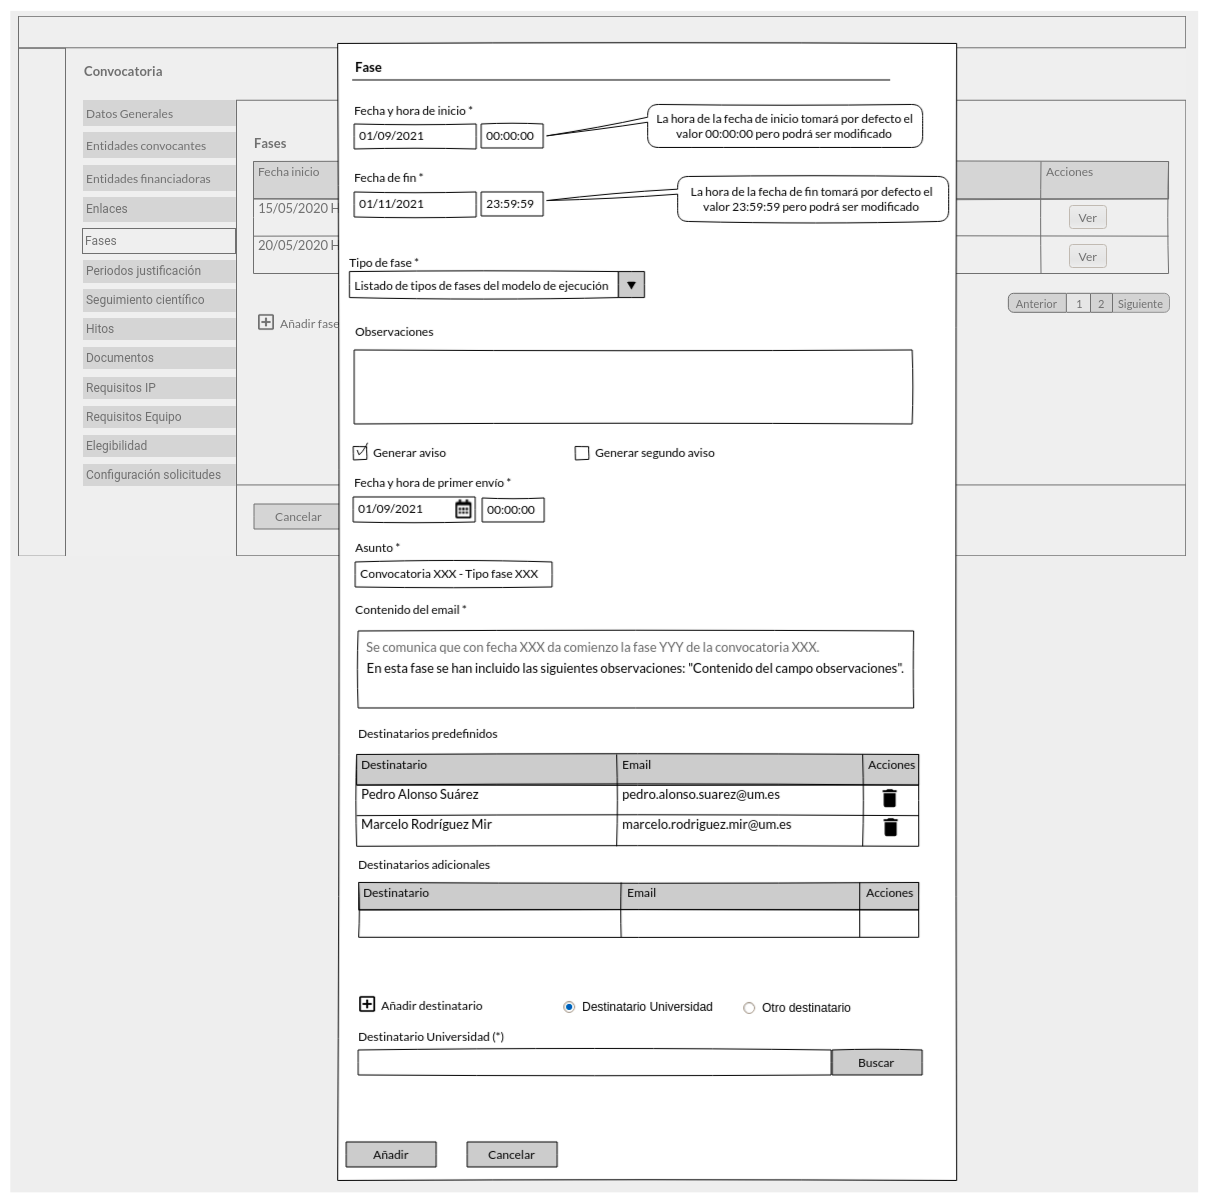 Convocatoria
Datos Generales
Entidades convocantes
Entidades financiadoras
Enlaces
Fases
Periodos justificación
Seguimiento científico
Hitos
Documentos
Requisitos IP
Requisitos Equipo
Elegibilidad
Configuración solicitudes
Fases
Fecha inicio
Acciones
15/05/2020 H
Ver
20/05/2020 H
Ver
Anterior 1 2 Siguiente
Añadir fase
Cancelar
Fase
Fecha y hora de inicio *
01/09/2021 00:00:00
La hora de la fecha de inicio tomará por defecto el
valor 00:00:00 pero podrá ser modificado
Fecha de fin *
01/11/2021 23:59:59
La hora de la fecha de fin tomará por defecto el
valor 23:59:59 pero podrá ser modificado
Tipo de fase *
Listado de tipos de fases del modelo de ejecución
Observaciones
Generar aviso Generar segundo aviso
Fecha y hora de primer envío *
01/09/2021 00:00:00
Asunto *
Convocatoria XXX - Tipo fase XXX
Contenido del email *
Se comunica que con fecha XXX da comienzo la fase YYY de la convocatoria XXX.
En esta fase se han incluido las siguientes observaciones: "Contenido del campo observaciones".
Destinatarios predefinidos
Destinatario Email Acciones
Pedro Alonso Suárez pedro.alonso.suarez@um.es
Marcelo Rodríguez Mir marcelo.rodriguez.mir@um.es
Destinatarios adicionales
Destinatario Email Acciones
Añadir destinatario Destinatario Universidad Otro destinatario
Destinatario Universidad (*)
Buscar
Añadir Cancelar